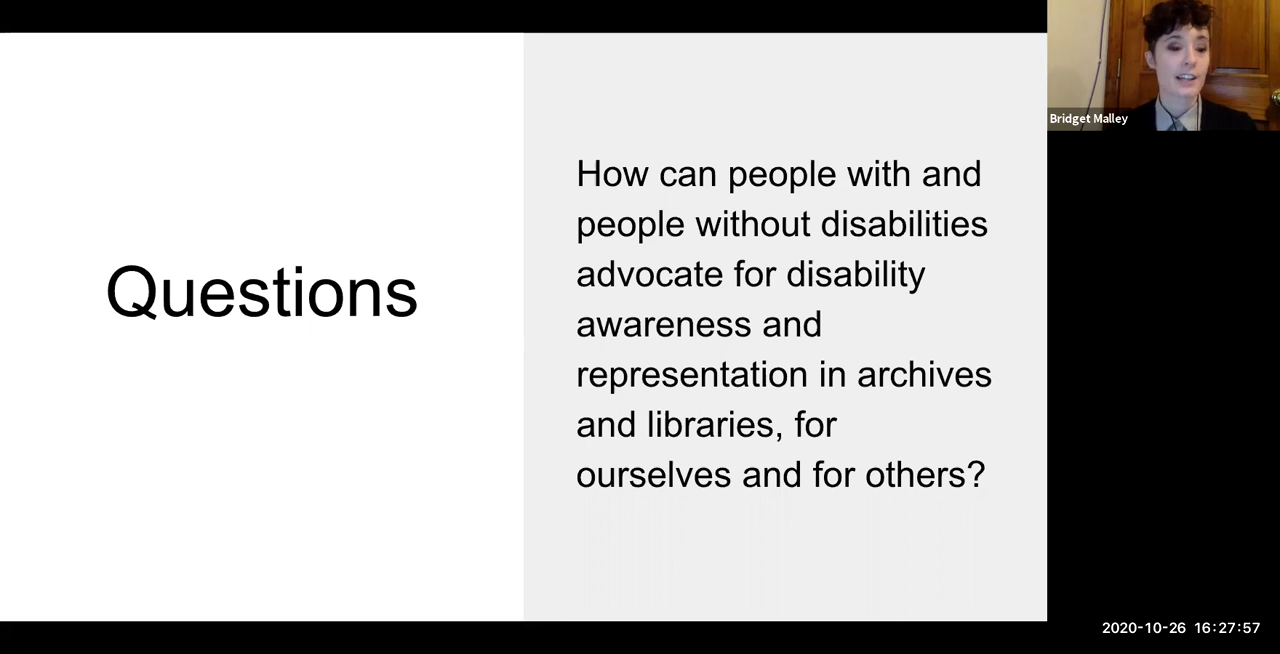 Questions
How can people with and
people without disabilities
advocate for disability
awareness and
representation in archives
and libraries, for
ourselves and for others?
Bridget Malley
2020-10-26 16:27:57